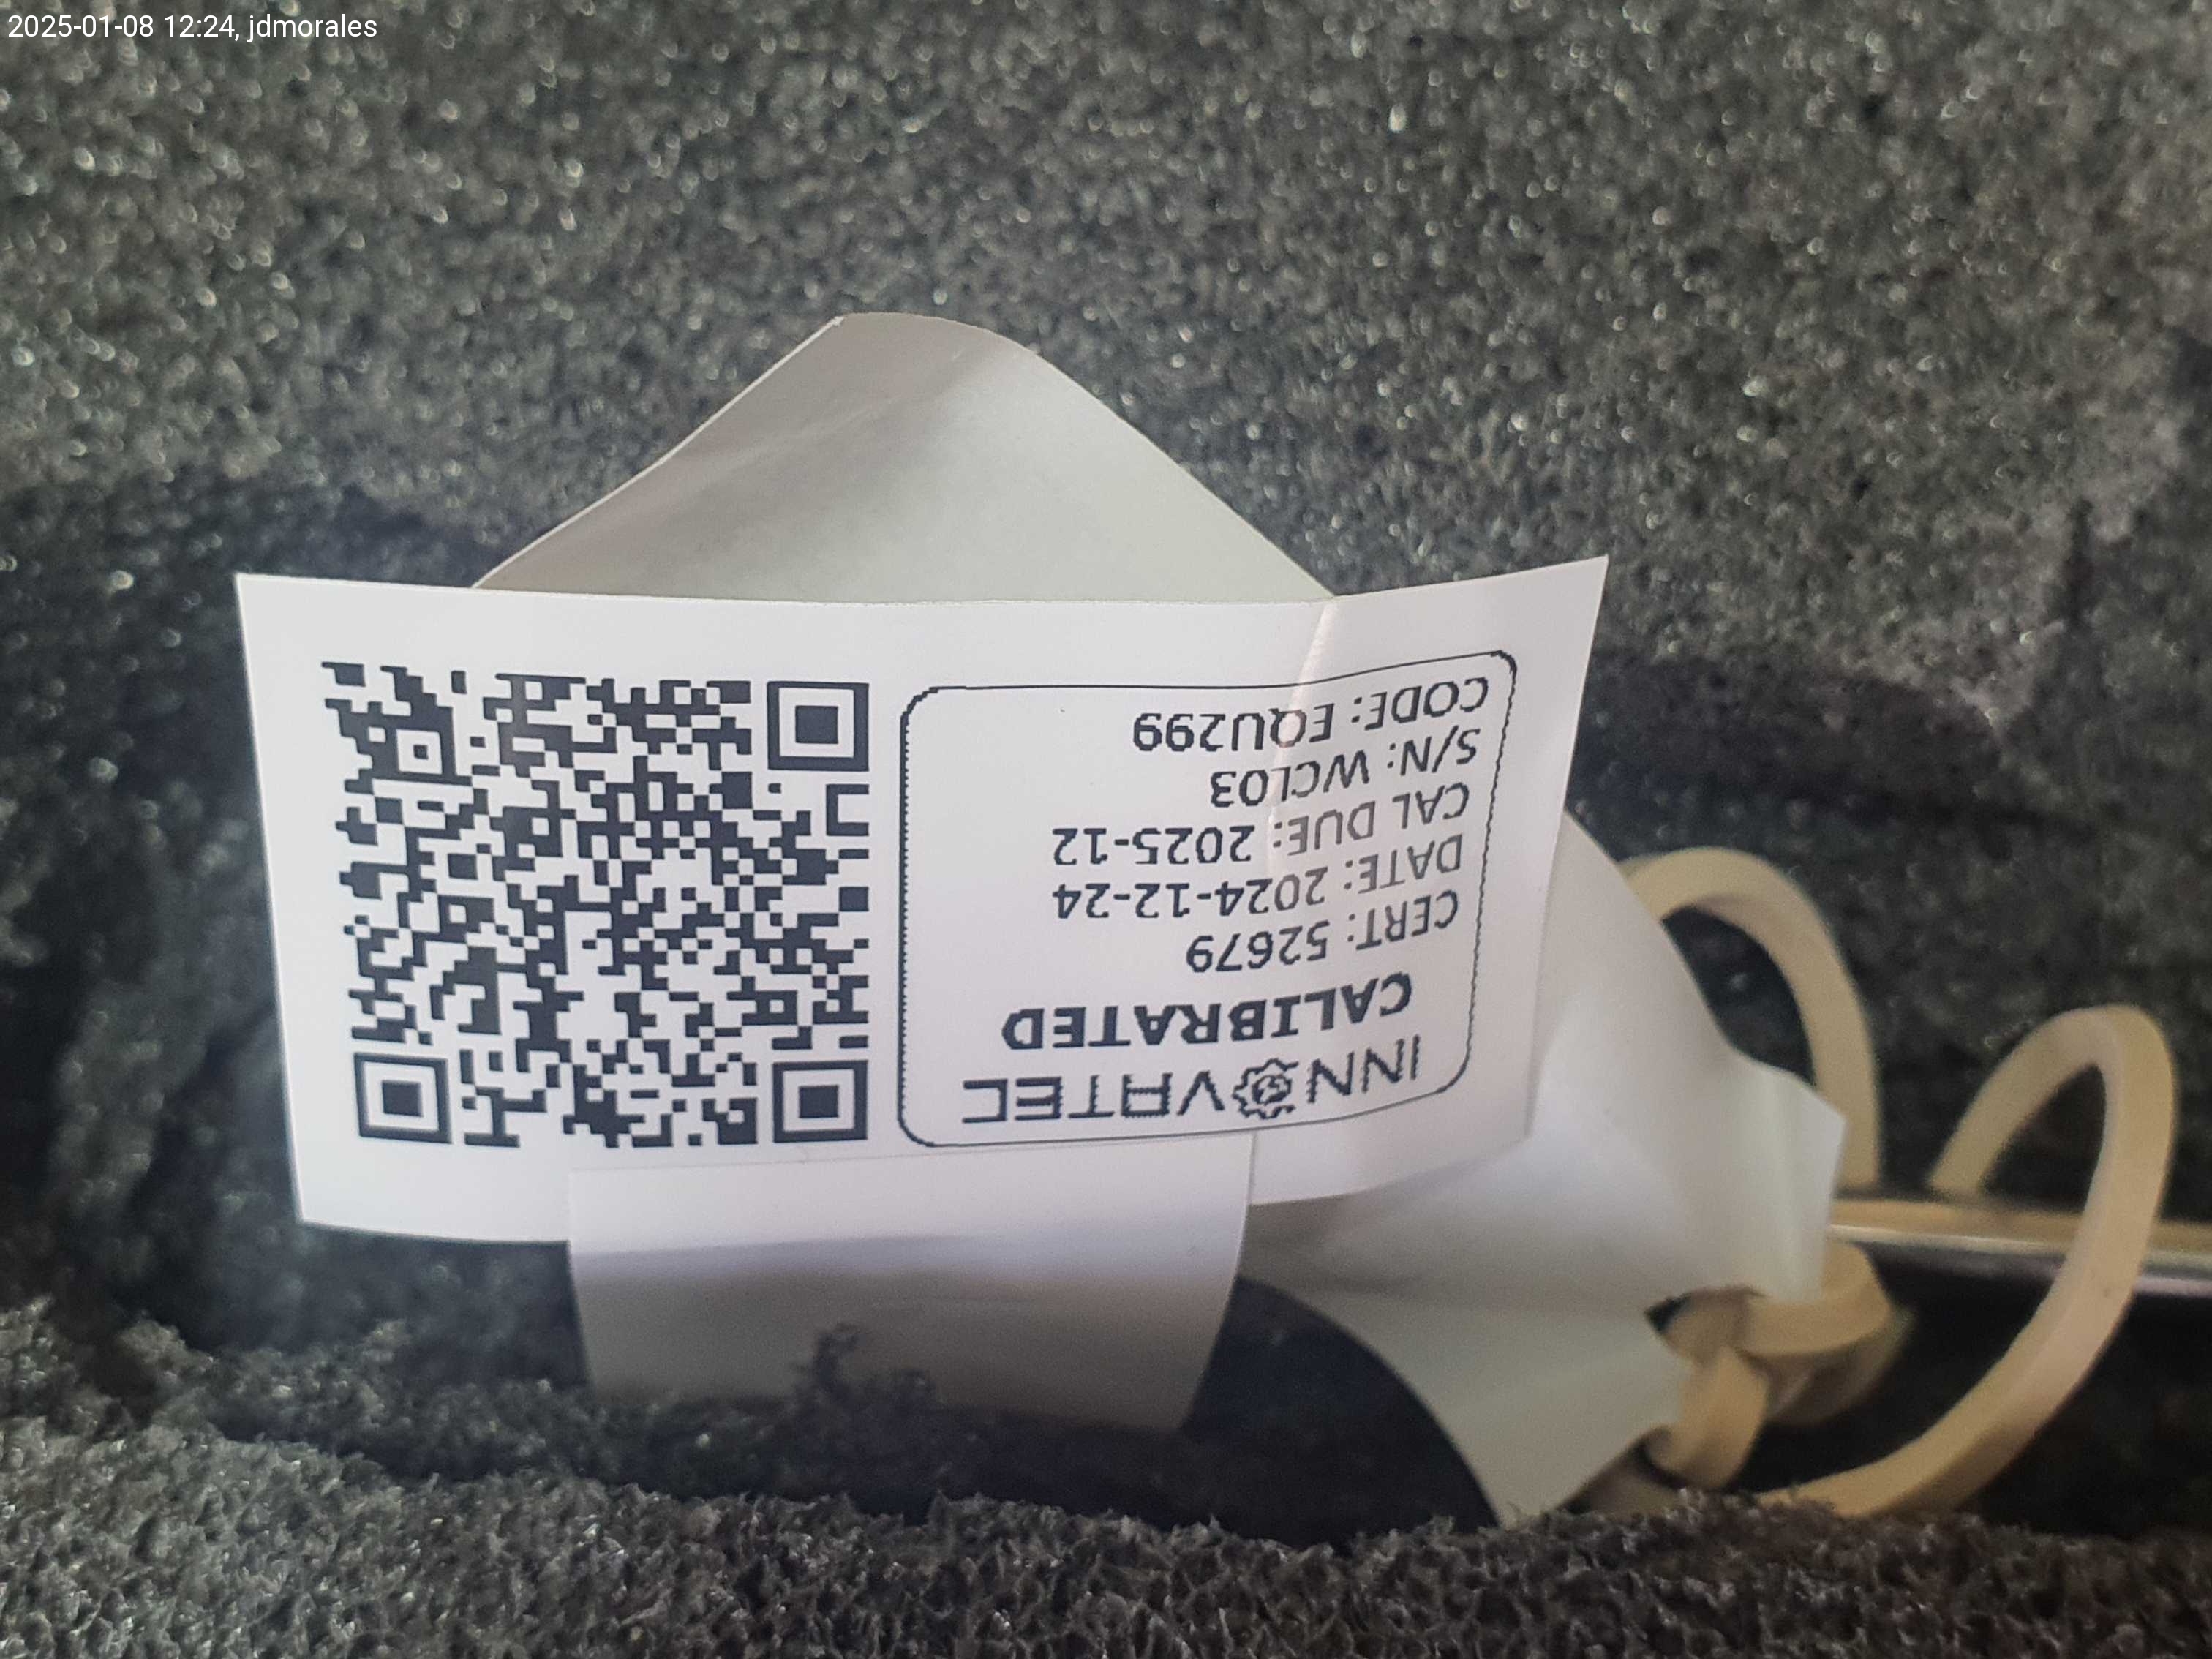 2025-01-08 12:24, jdmorales
INNOVATEC
CALIBRATED
CERT: 52679
DATE: 2024-12-24
CAL DUE: 2025-12
S/N: WCL03
CODE: EQU299